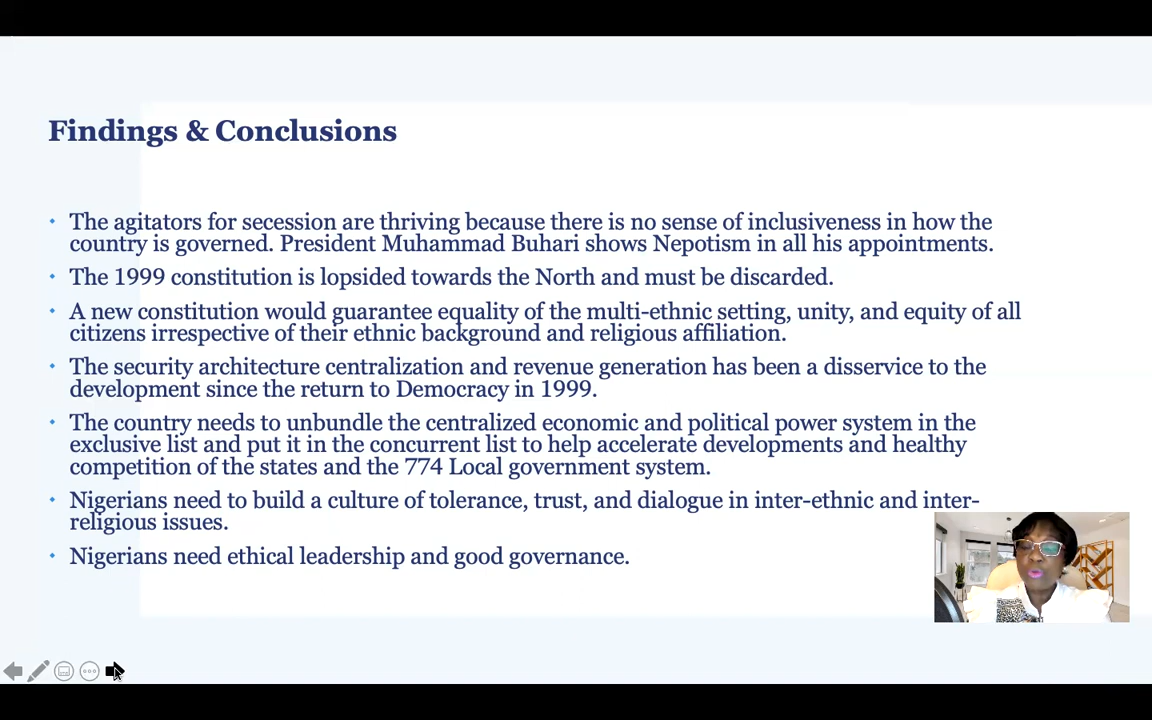 Findings & Conclusions
• The agitators for secession are thriving because there is no sense of inclusiveness in how the
country is governed. President Muhammad Buhari shows Nepotism in all his appointments.
• The 1999 constitution is lopsided towards the North and must be discarded.
• A new constitution would guarantee equality of the multi-ethnic setting, unity, and equity of all
citizens irrespective of their ethnic background and religious affiliation.
• The security architecture centralization and revenue generation has been a disservice to the
development since the return to Democracy in 1999.
• The country needs to unbundle the centralized economic and political power system in the
exclusive list and put it in the concurrent list to help accelerate developments and healthy
competition of the states and the 774 Local government system.
• Nigerians need to build a culture of tolerance, trust, and dialogue in inter-ethnic and inter-
religious issues.
• Nigerians need ethical leadership and good governance.